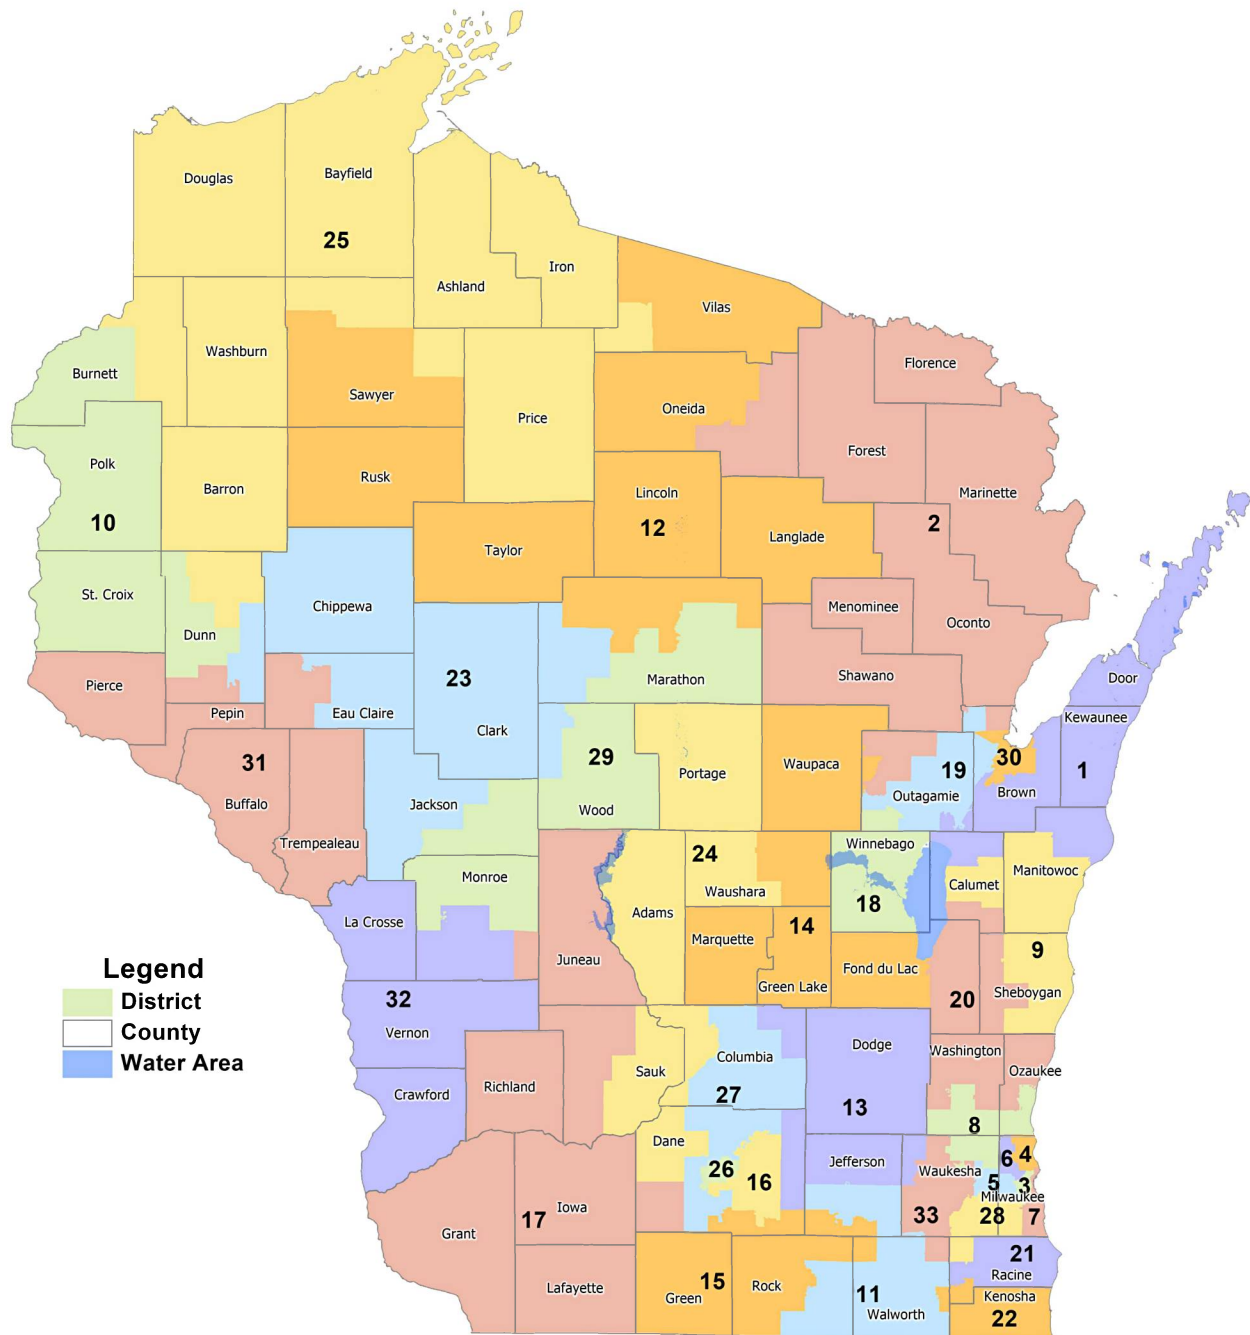 Douglas
Bayfield
25
Iron
Ashland
Vilas
Washburn
Florence
Burnett
Sawyer
Oneida
Price
Forest
Polk
Rusk
Barron
Lincoln
Marinette
10
12
2
Langlade
Taylor
St. Croix
Chippewa
Menominee
Oconto
Dunn
23
Marathon
Shawano
Door
Pierce
Pepin
Eau Claire
Kewaunee
Clark
31
29
Waupaca
19
30
1
Portage
Buffalo
Jackson
Wood
Outagamie
Brown
Trempealeau
24
Winnebago
Manitowoc
Monroe
Waushara
Calumet
18
La Crosse
Adams
14
Marquette
9
Juneau
Fond du Lac
Legend
Green Lake
Sheboygan
District
32
20
County
Vernon
Dodge
Washington
Water Area
Columbia
Sauk
Ozaukee
Richland
Crawford
27
13
8
Dane
Jefferson
6
4
26
Waukesha
16
5
3
Milwaukee
Iowa
17
33
28
7
Grant
21
Lafayette
15
Rock
Racine
Green
11
Kenosha
Walworth
22